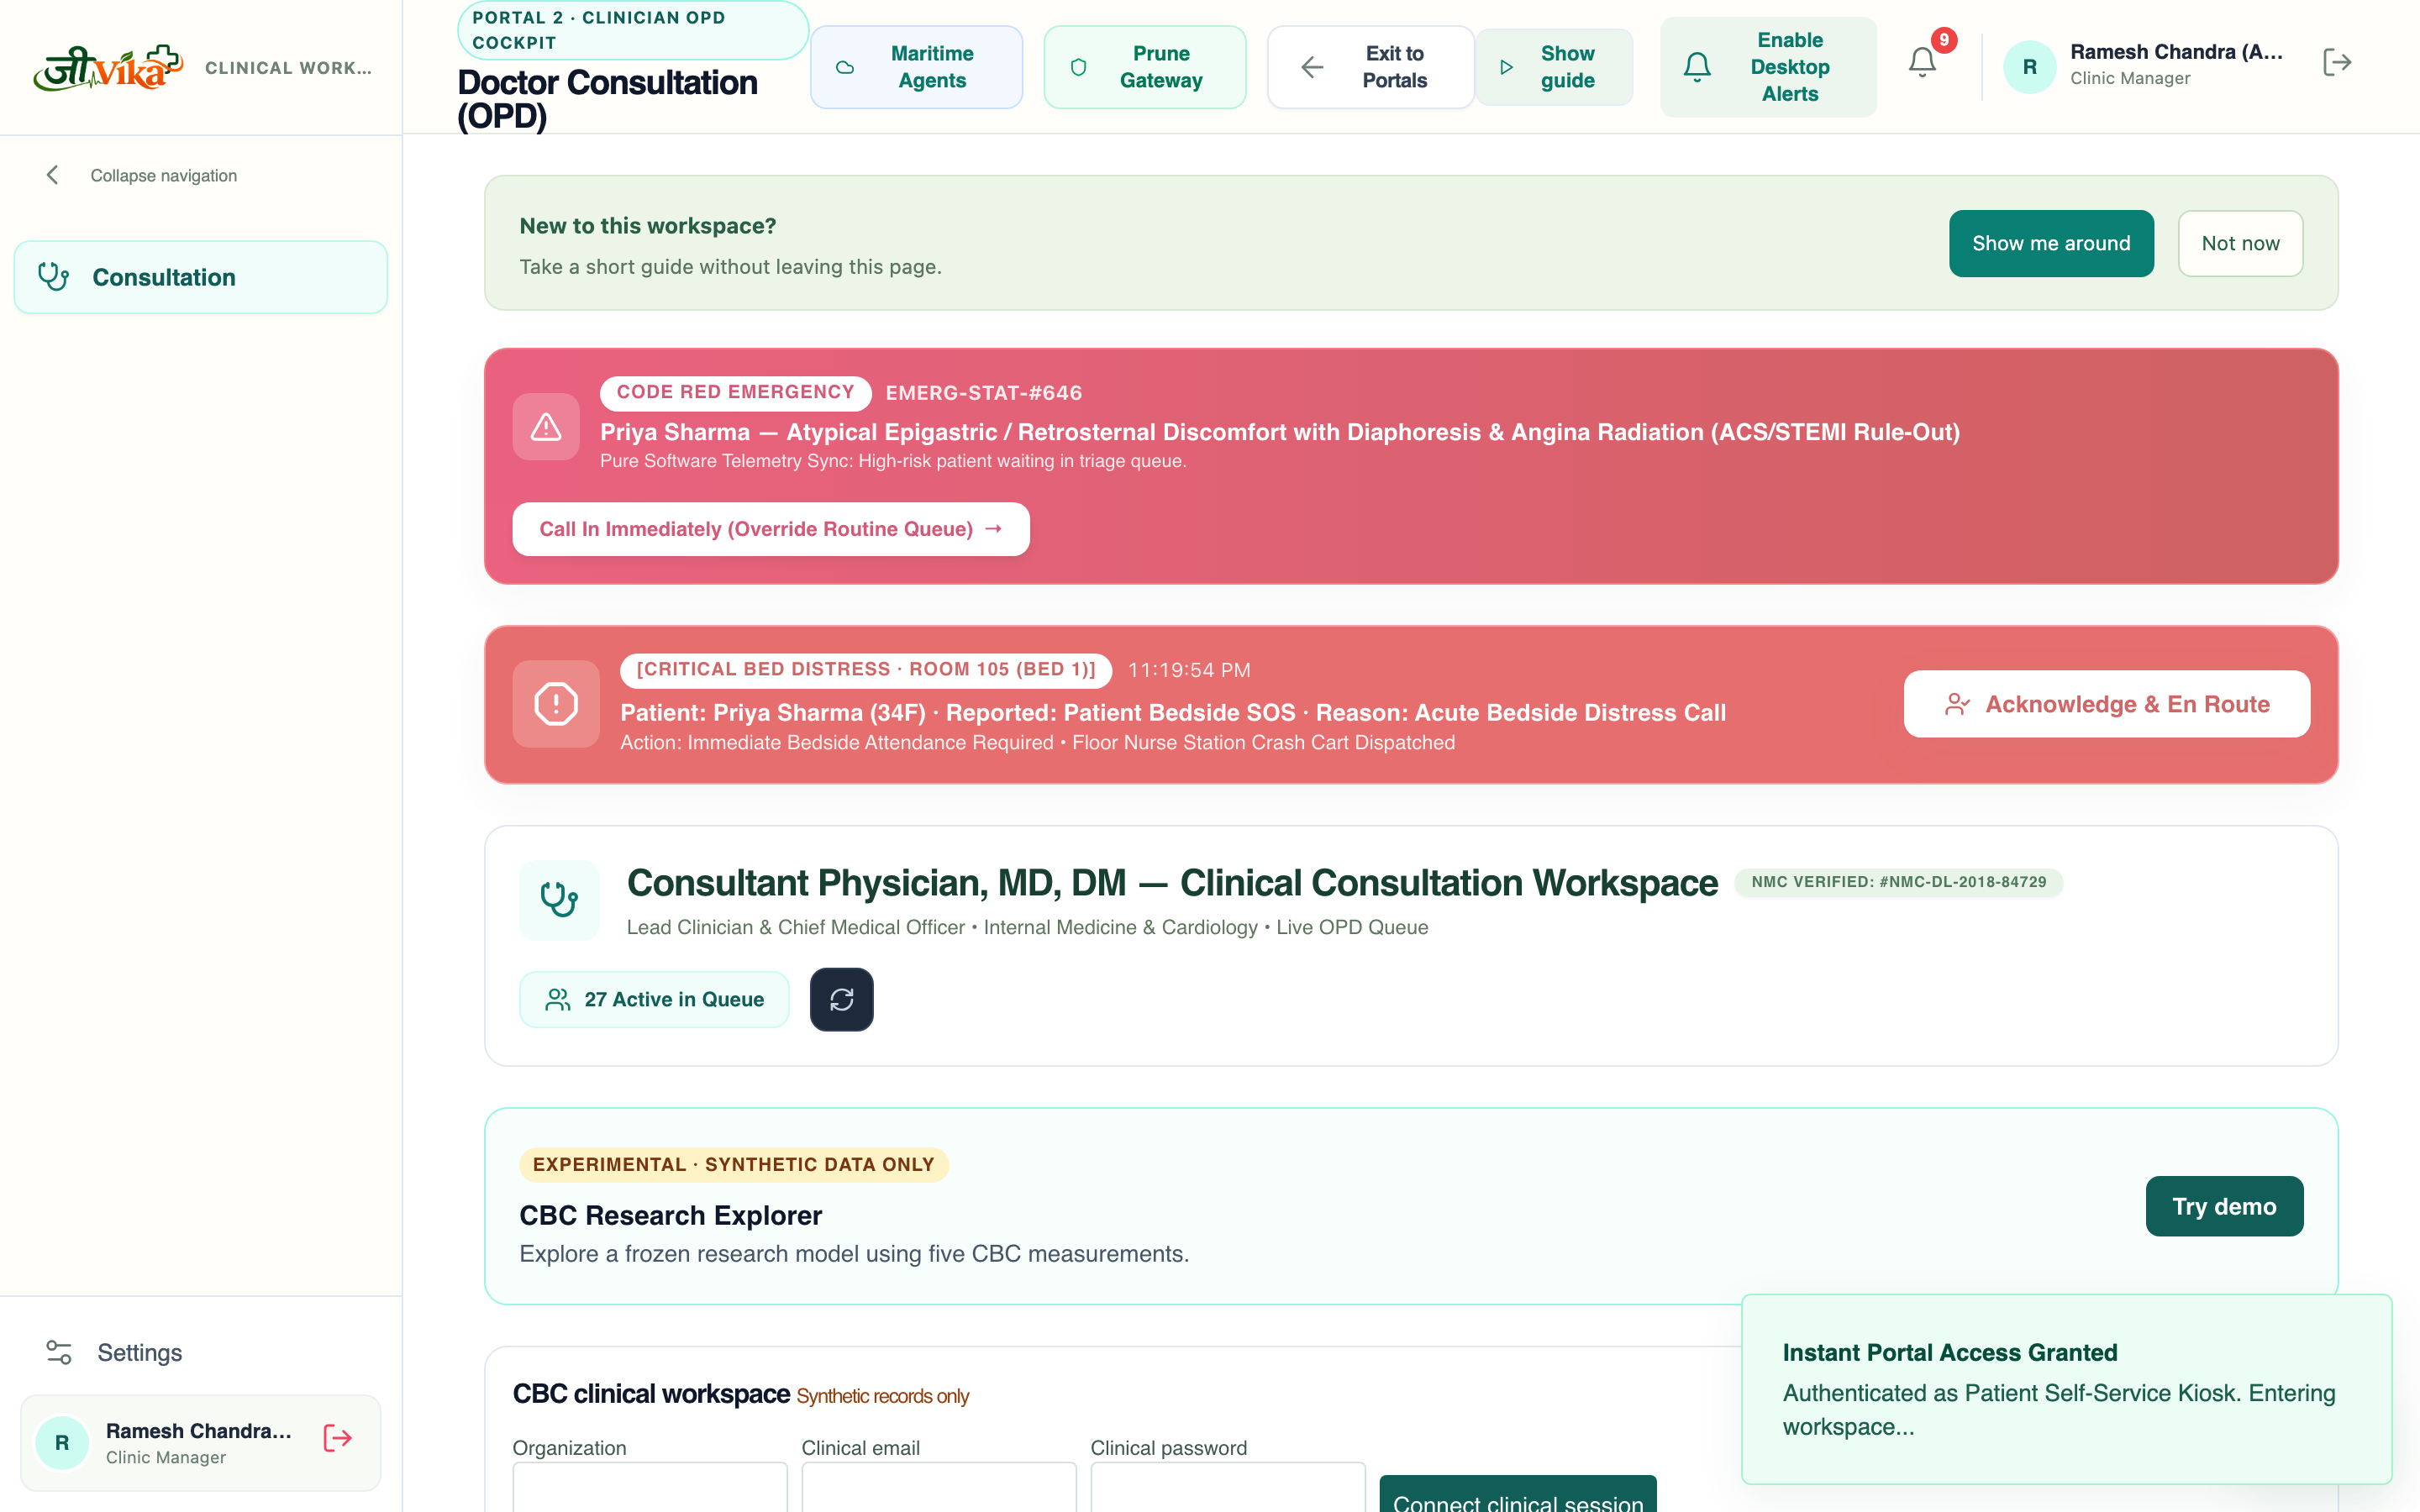 जीVika CLINICAL WORK...
Collapse navigation
Consultation
Settings
R
Ramesh Chandra...
Clinic Manager
PORTAL 2 · CLINICIAN OPD
COCKPIT
Doctor Consultation
(OPD)
Maritime
Agents
Prune
Gateway
Exit to
Portals
Show
guide
Enable
Desktop
Alerts
9
R
Ramesh Chandra (A...
Clinic Manager
New to this workspace?
Take a short guide without leaving this page.
Show me around
Not now
CODE RED EMERGENCY EMERG-STAT-#646
Priya Sharma — Atypical Epigastric / Retrosternal Discomfort with Diaphoresis & Angina Radiation (ACS/STEMI Rule-Out)
Pure Software Telemetry Sync: High-risk patient waiting in triage queue.
Call In Immediately (Override Routine Queue) →
[CRITICAL BED DISTRESS · ROOM 105 (BED 1)] 11:19:54 PM
Patient: Priya Sharma (34F) · Reported: Patient Bedside SOS · Reason: Acute Bedside Distress Call
Action: Immediate Bedside Attendance Required • Floor Nurse Station Crash Cart Dispatched
Acknowledge & En Route
Consultant Physician, MD, DM — Clinical Consultation Workspace NMC VERIFIED: #NMC-DL-2018-84729
Lead Clinician & Chief Medical Officer • Internal Medicine & Cardiology • Live OPD Queue
27 Active in Queue
EXPERIMENTAL · SYNTHETIC DATA ONLY
CBC Research Explorer
Explore a frozen research model using five CBC measurements.
Try demo
CBC clinical workspace Synthetic records only
Organization
Clinical email
Clinical password
Connect clinical session
Instant Portal Access Granted
Authenticated as Patient Self-Service Kiosk. Entering
workspace...